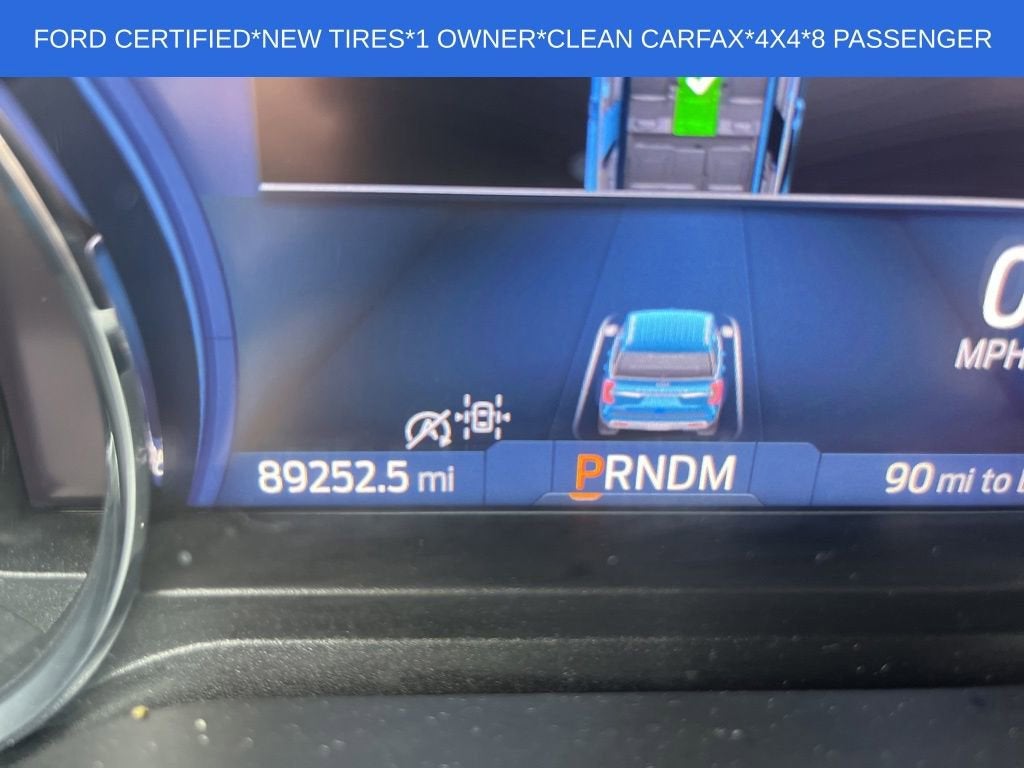 FORD CERTIFIED*NEW TIRES*1 OWNER*CLEAN CARFAX*4X4*8 PASSENGER
0
MPH
89252.5 mi
PRNDM
90 mi to